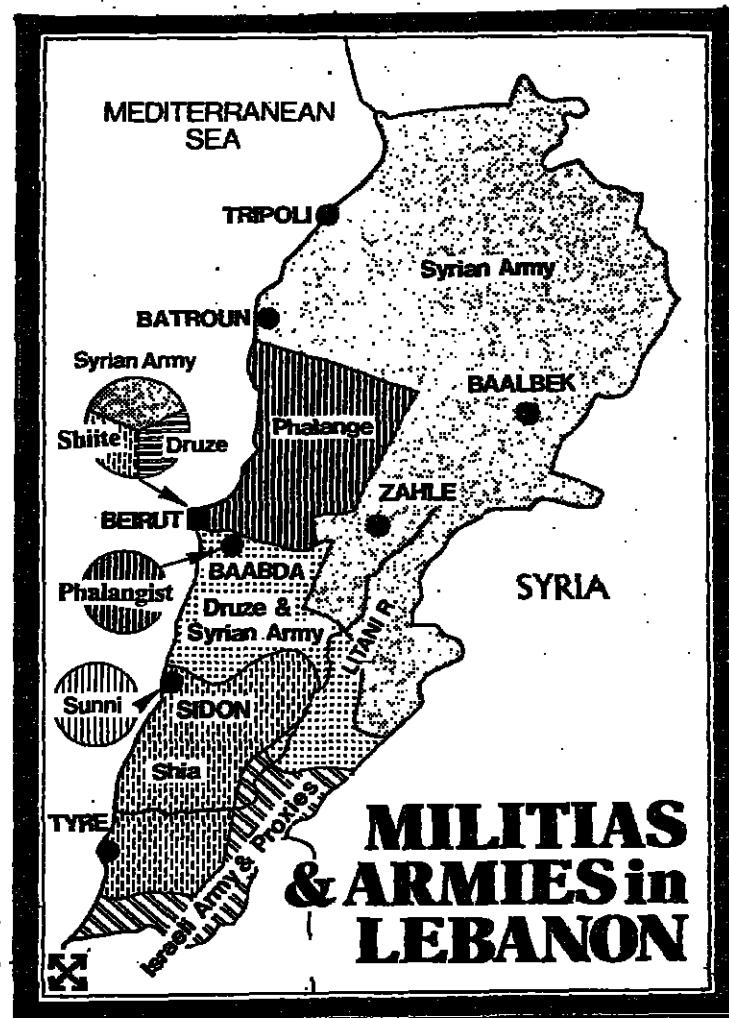 MEDITERRANEAN
SEA
TRIPOLI
Syrian Army
BATROUN
Syrian Army
Shiite
Druze
BAALBEK
Phalange
ZAHLE
BEIRUT
BAABDA
Phalangist
SYRIA
Druze &
Syrian Army
LITANI R.
Sunni
SIDON
Shia
TYRE
Israeli Army & Proxies
MILITIAS
& ARMIES in
LEBANON